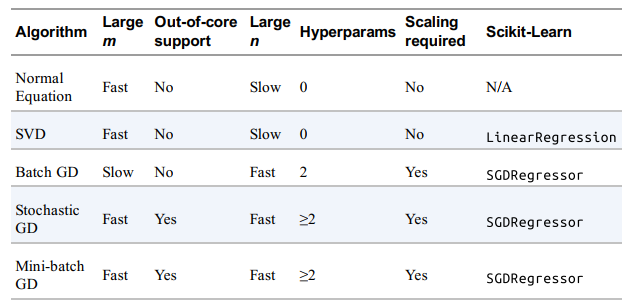 Algorithm Large m Out-of-core support Large n Hyperparams Scaling required Scikit-Learn
Normal Equation Fast No Slow 0 No N/A
SVD Fast No Slow 0 No LinearRegression
Batch GD Slow No Fast 2 Yes SGDRegressor
Stochastic GD Fast Yes Fast ≥2 Yes SGDRegressor
Mini-batch GD Fast Yes Fast ≥2 Yes SGDRegressor